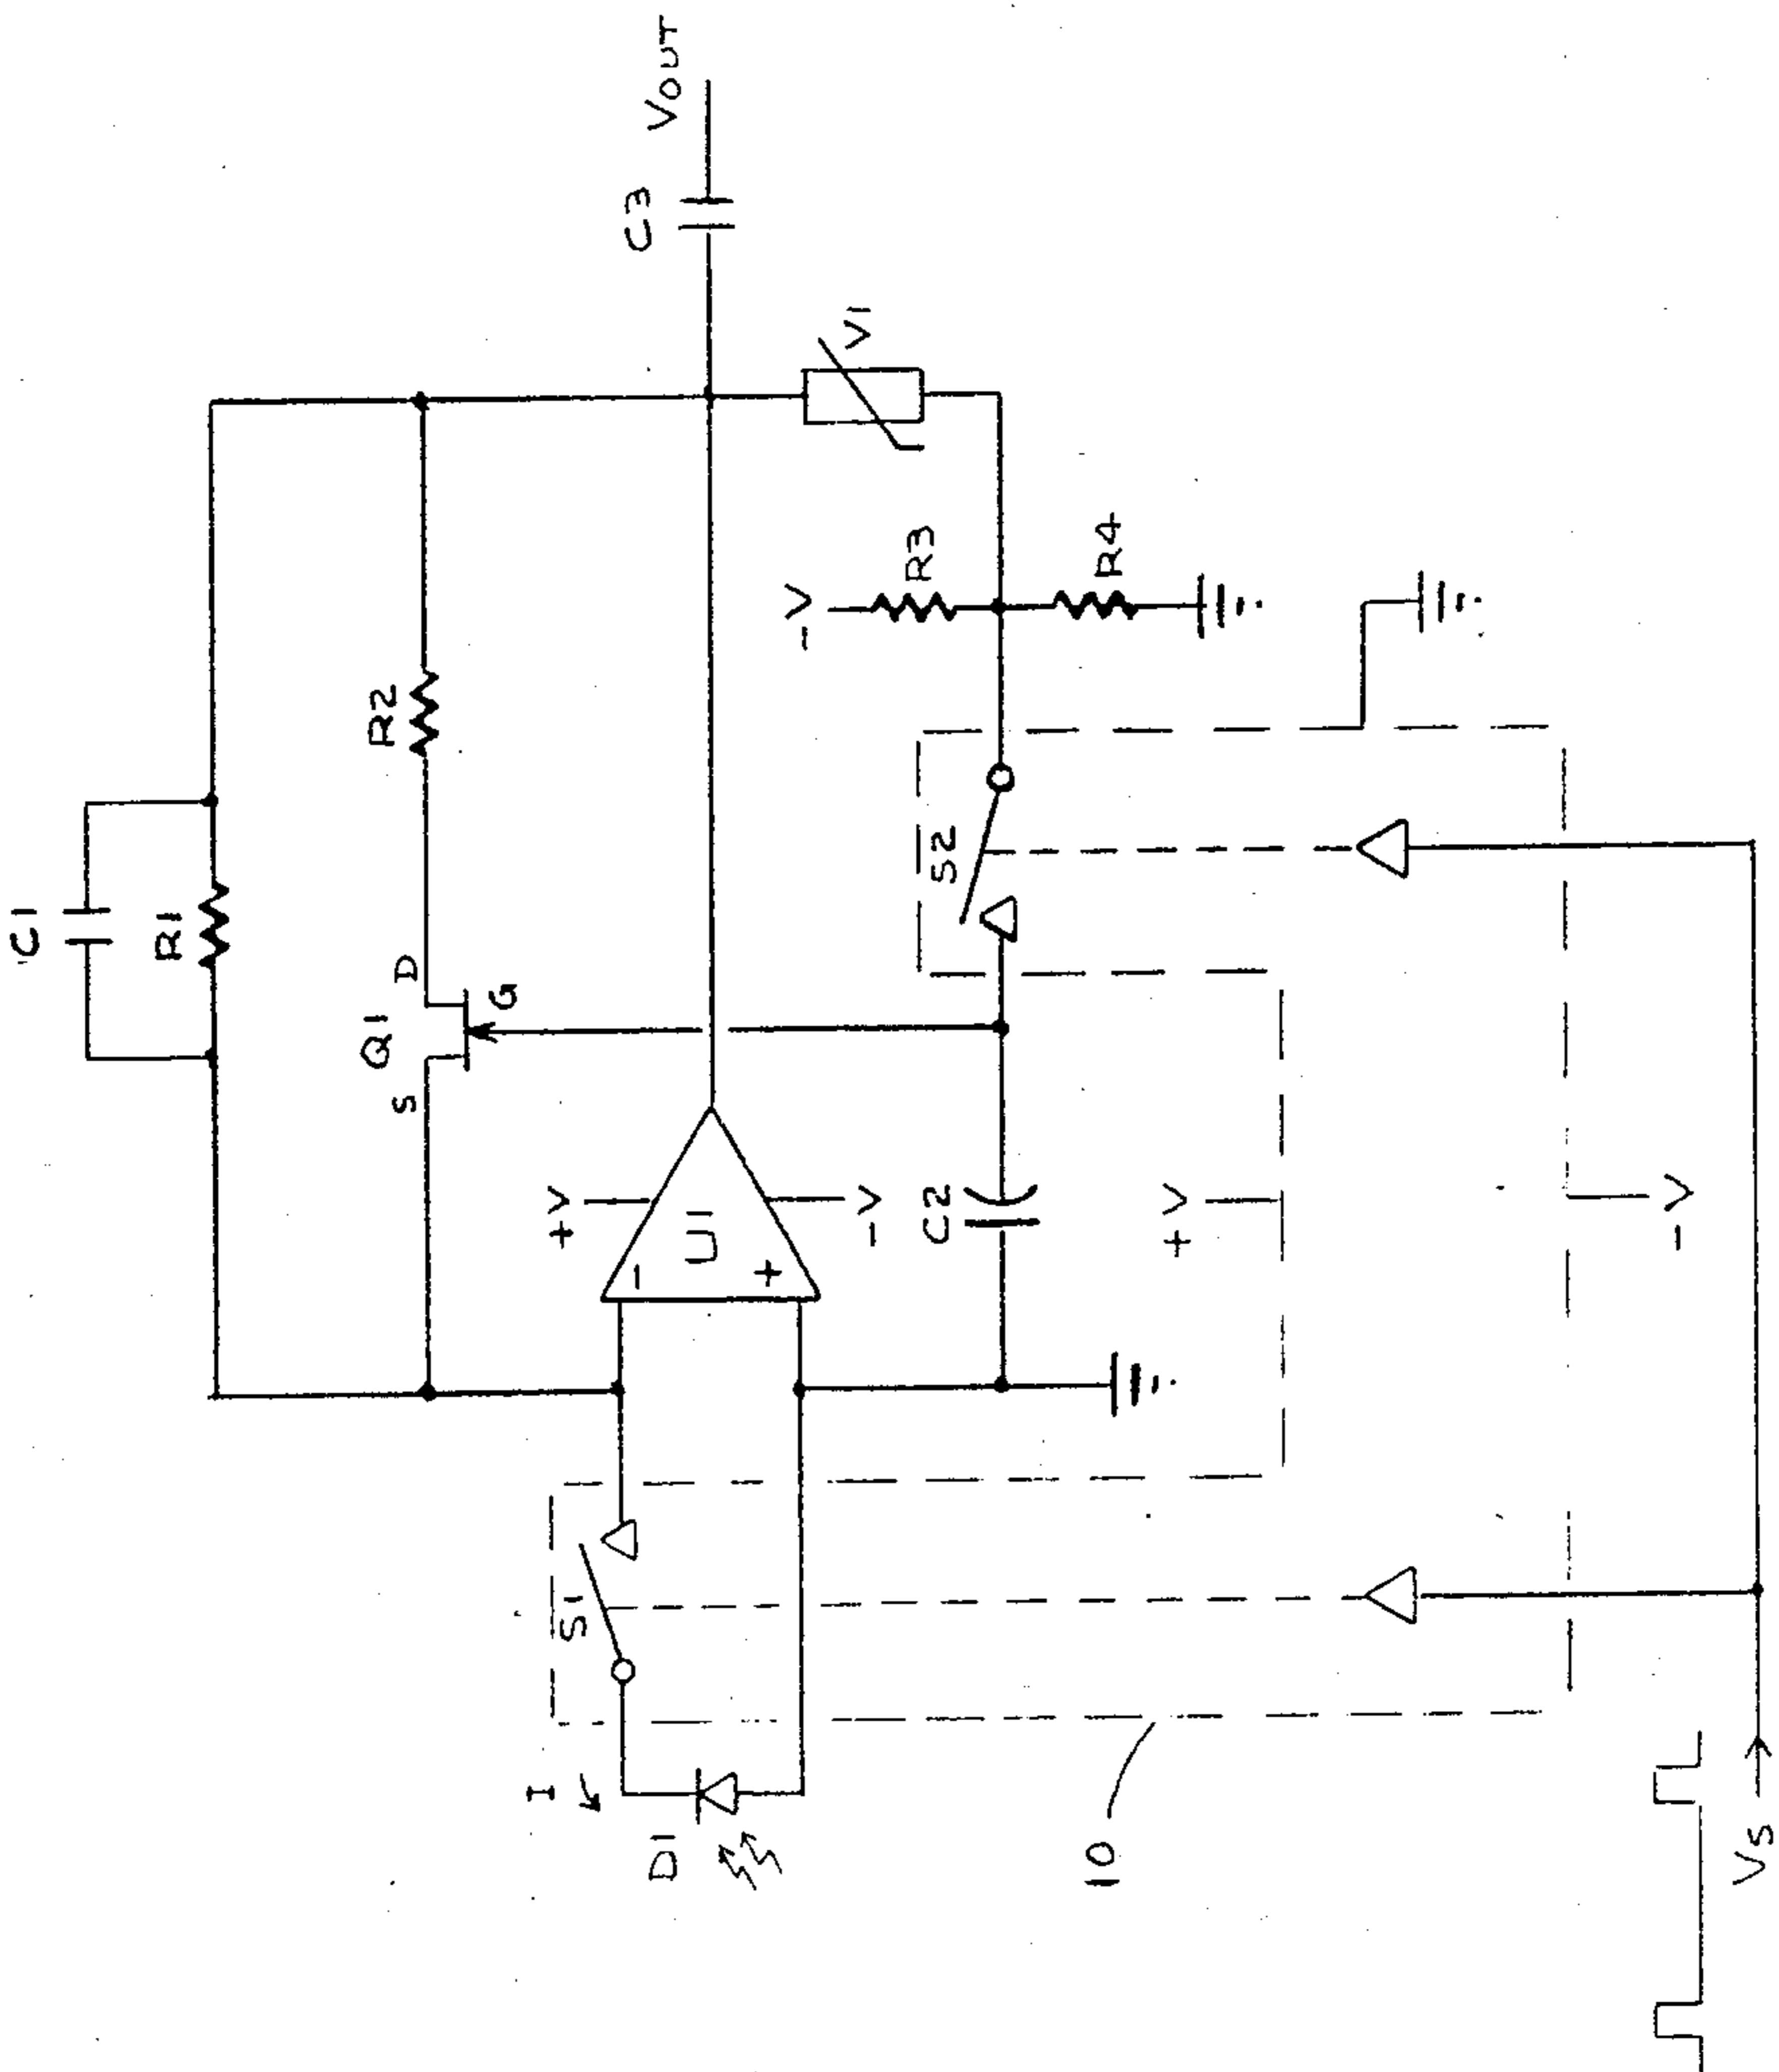 C1
R1
R2
Q1
S
D
G
C3
VOUT
+V
-
U1
+
-V
V1
-V
R3
R4
C2
S1
S2
I
D1
+V
-V
10
VS